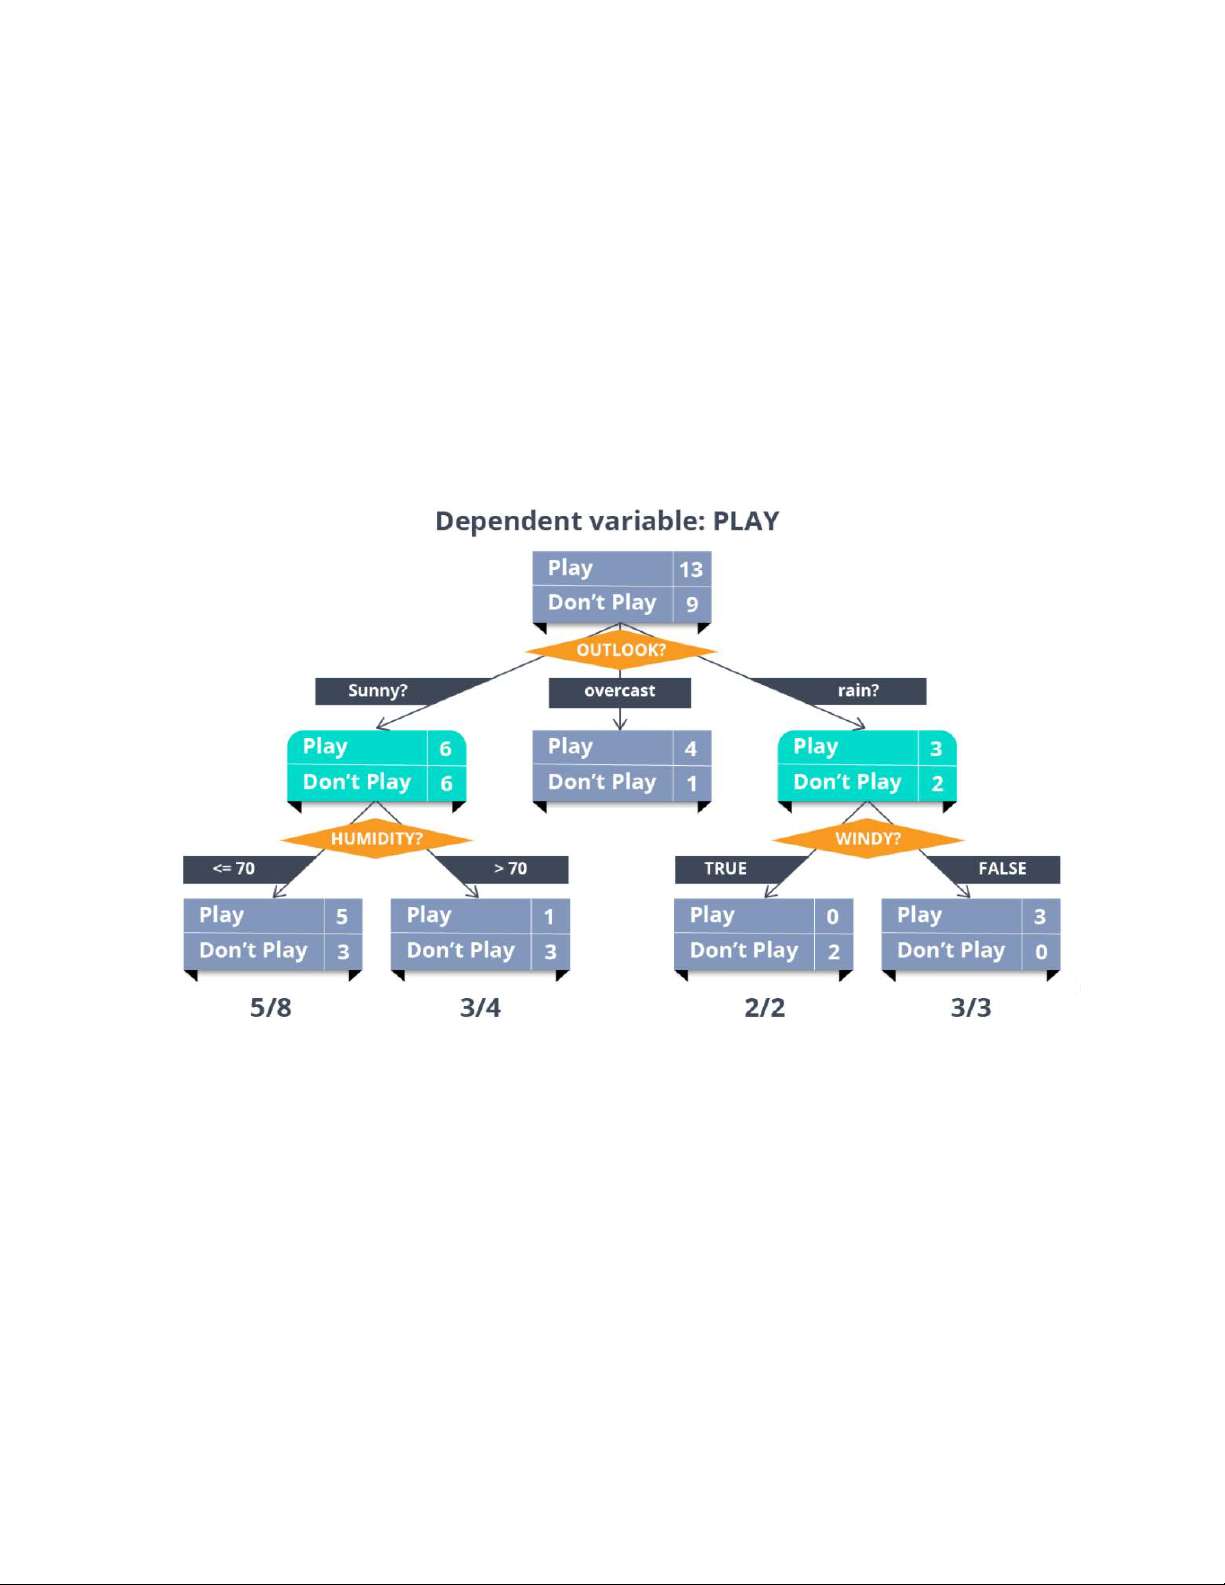 Dependent variable: PLAY
Play 13
Don't Play 9
OUTLOOK?
Sunny? overcast rain?
Play 6 Play 4 Play 3
Don't Play 6 Don't Play 1 Don't Play 2
HUMIDITY? WINDY?
<= 70 > 70 TRUE FALSE
Play 5 Play 1 Play 0 Play 3
Don't Play 3 Don't Play 3 Don't Play 2 Don't Play 0
5/8 3/4 2/2 3/3